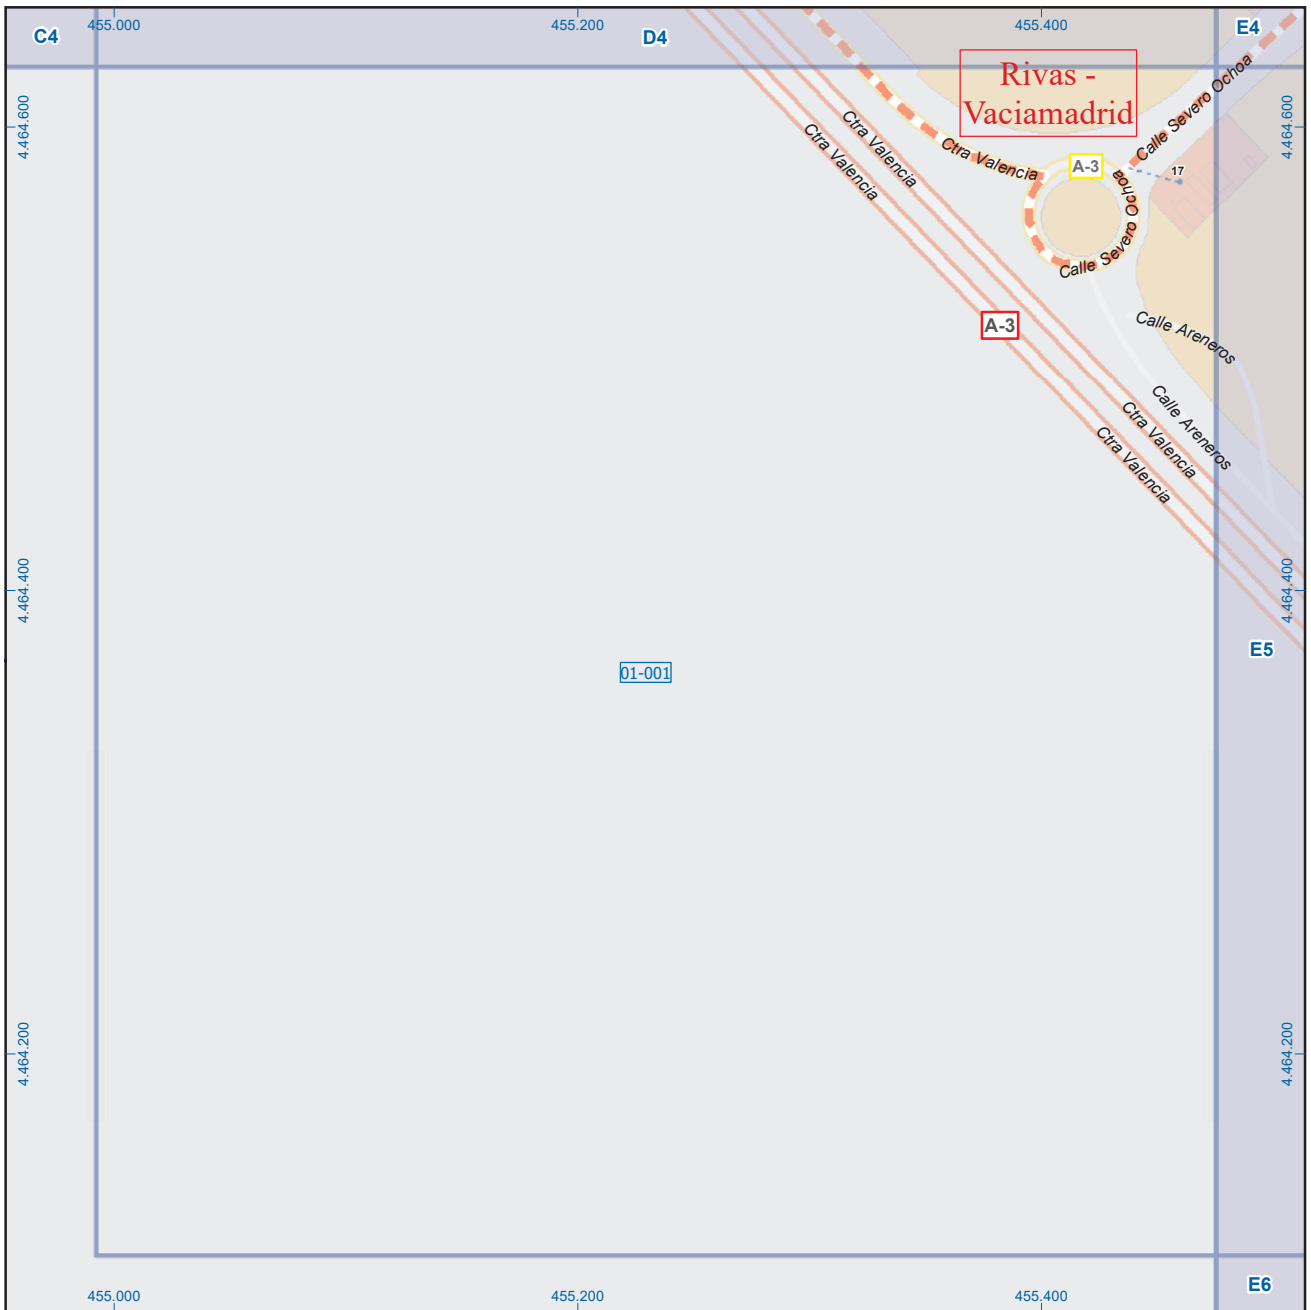 455.000
455.200
455.400
C4
D4
E4
Rivas -
Vaciamadrid
4.464.600
4.464.600
Ctra Valencia
Ctra Valencia
Ctra Valencia
A-3
Calle Severo Ochoa
17
Calle Severo Ochoa
A-3
Calle Areneros
Calle Areneros
Ctra Valencia
Ctra Valencia
4.464.400
4.464.400
E5
01-001
4.464.200
4.464.200
E6
455.000
455.200
455.400